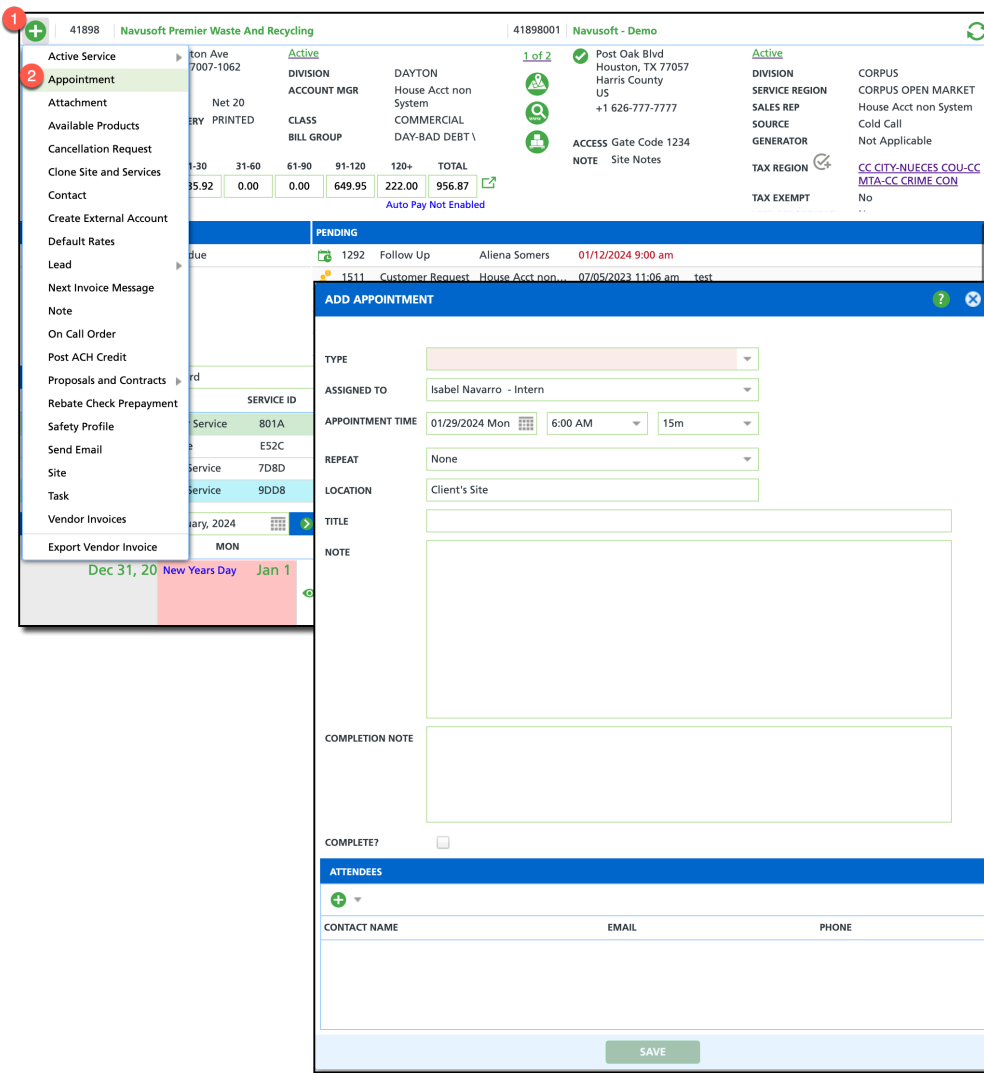 1
41898 Navusoft Premier Waste And Recycling 41898001 Navusoft - Demo
Active Service
2 Appointment
Attachment
Available Products
Cancellation Request
Clone Site and Services
Contact
Create External Account
Default Rates
Lead
Next Invoice Message
Note
On Call Order
Post ACH Credit
Proposals and Contracts
Rebate Check Prepayment
Safety Profile
Send Email
Site
Task
Vendor Invoices
Export Vendor Invoice
ton Ave
7007-1062
Net 20
ERY PRINTED
Active
DIVISION DAYTON
ACCOUNT MGR House Acct non
System
CLASS COMMERCIAL
BILL GROUP DAY-BAD DEBT \
1-30 31-60 61-90 91-120 120+ TOTAL
35.92 0.00 0.00 649.95 222.00 956.87
Auto Pay Not Enabled
1 of 2
Post Oak Blvd
Houston, TX 77057
Harris County
US
+1 626-777-7777
ACCESS Gate Code 1234
NOTE Site Notes
Active
DIVISION CORPUS
SERVICE REGION CORPUS OPEN MARKET
SALES REP House Acct non System
SOURCE Cold Call
GENERATOR Not Applicable
TAX REGION CC CITY-NUECES COU-CC
MTA-CC CRIME CON
TAX EXEMPT No
PENDING
due
1292 Follow Up Aliena Somers 01/12/2024 9:00 am
1511 Customer Request House Acct non... 07/05/2023 11:06 am test
rd
SERVICE ID
Service 801A
e E52C
Service 7D8D
Service 9DD8
uary, 2024
MON
Dec 31, 20 New Years Day Jan 1
ADD APPOINTMENT ?
TYPE
ASSIGNED TO Isabel Navarro - Intern
APPOINTMENT TIME 01/29/2024 Mon 6:00 AM 15m
REPEAT None
LOCATION Client's Site
TITLE
NOTE
COMPLETION NOTE
COMPLETE?
ATTENDEES
CONTACT NAME EMAIL PHONE
SAVE